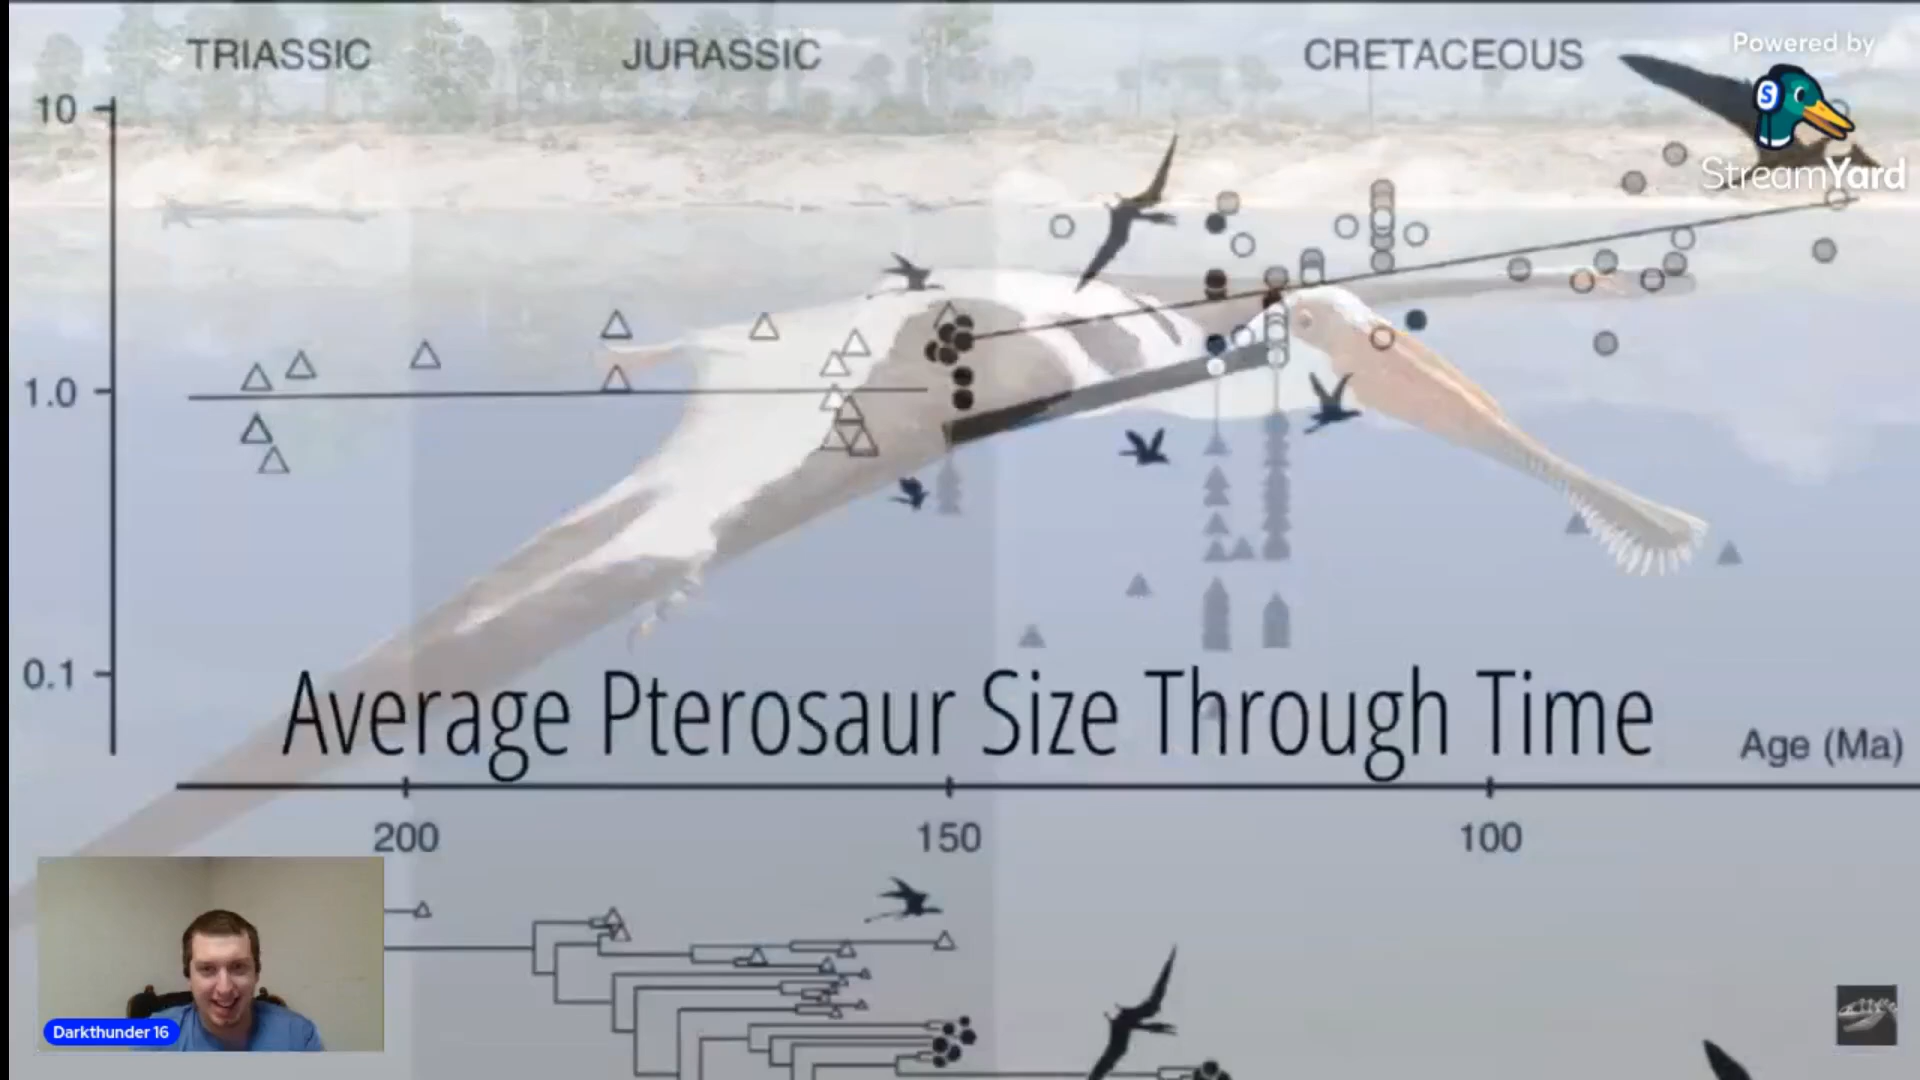 TRIASSIC JURASSIC CRETACEOUS
Powered by
StreamYard
S
10
1.0
0.1
Average Pterosaur Size Through Time
Age (Ma)
200 150 100
Darkthunder 16